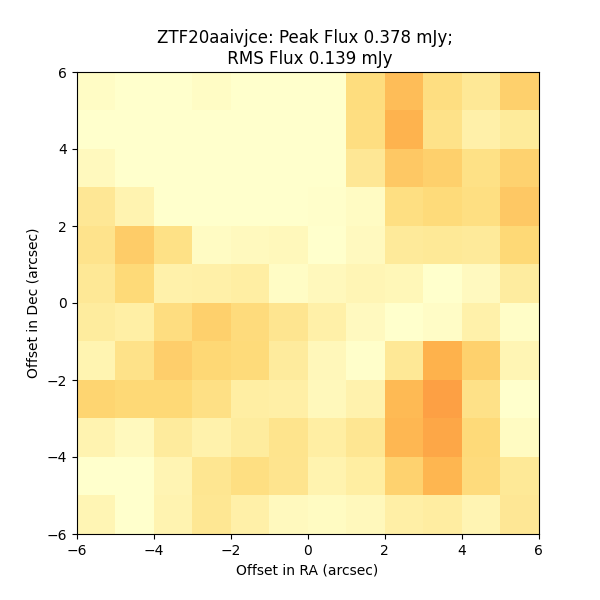 ZTF20aaivjce: Peak Flux 0.378 mJy;
RMS Flux 0.139 mJy
6
4
2
0
−2
−4
−6
Offset in Dec (arcsec)
−6 −4 −2 0 2 4 6
Offset in RA (arcsec)